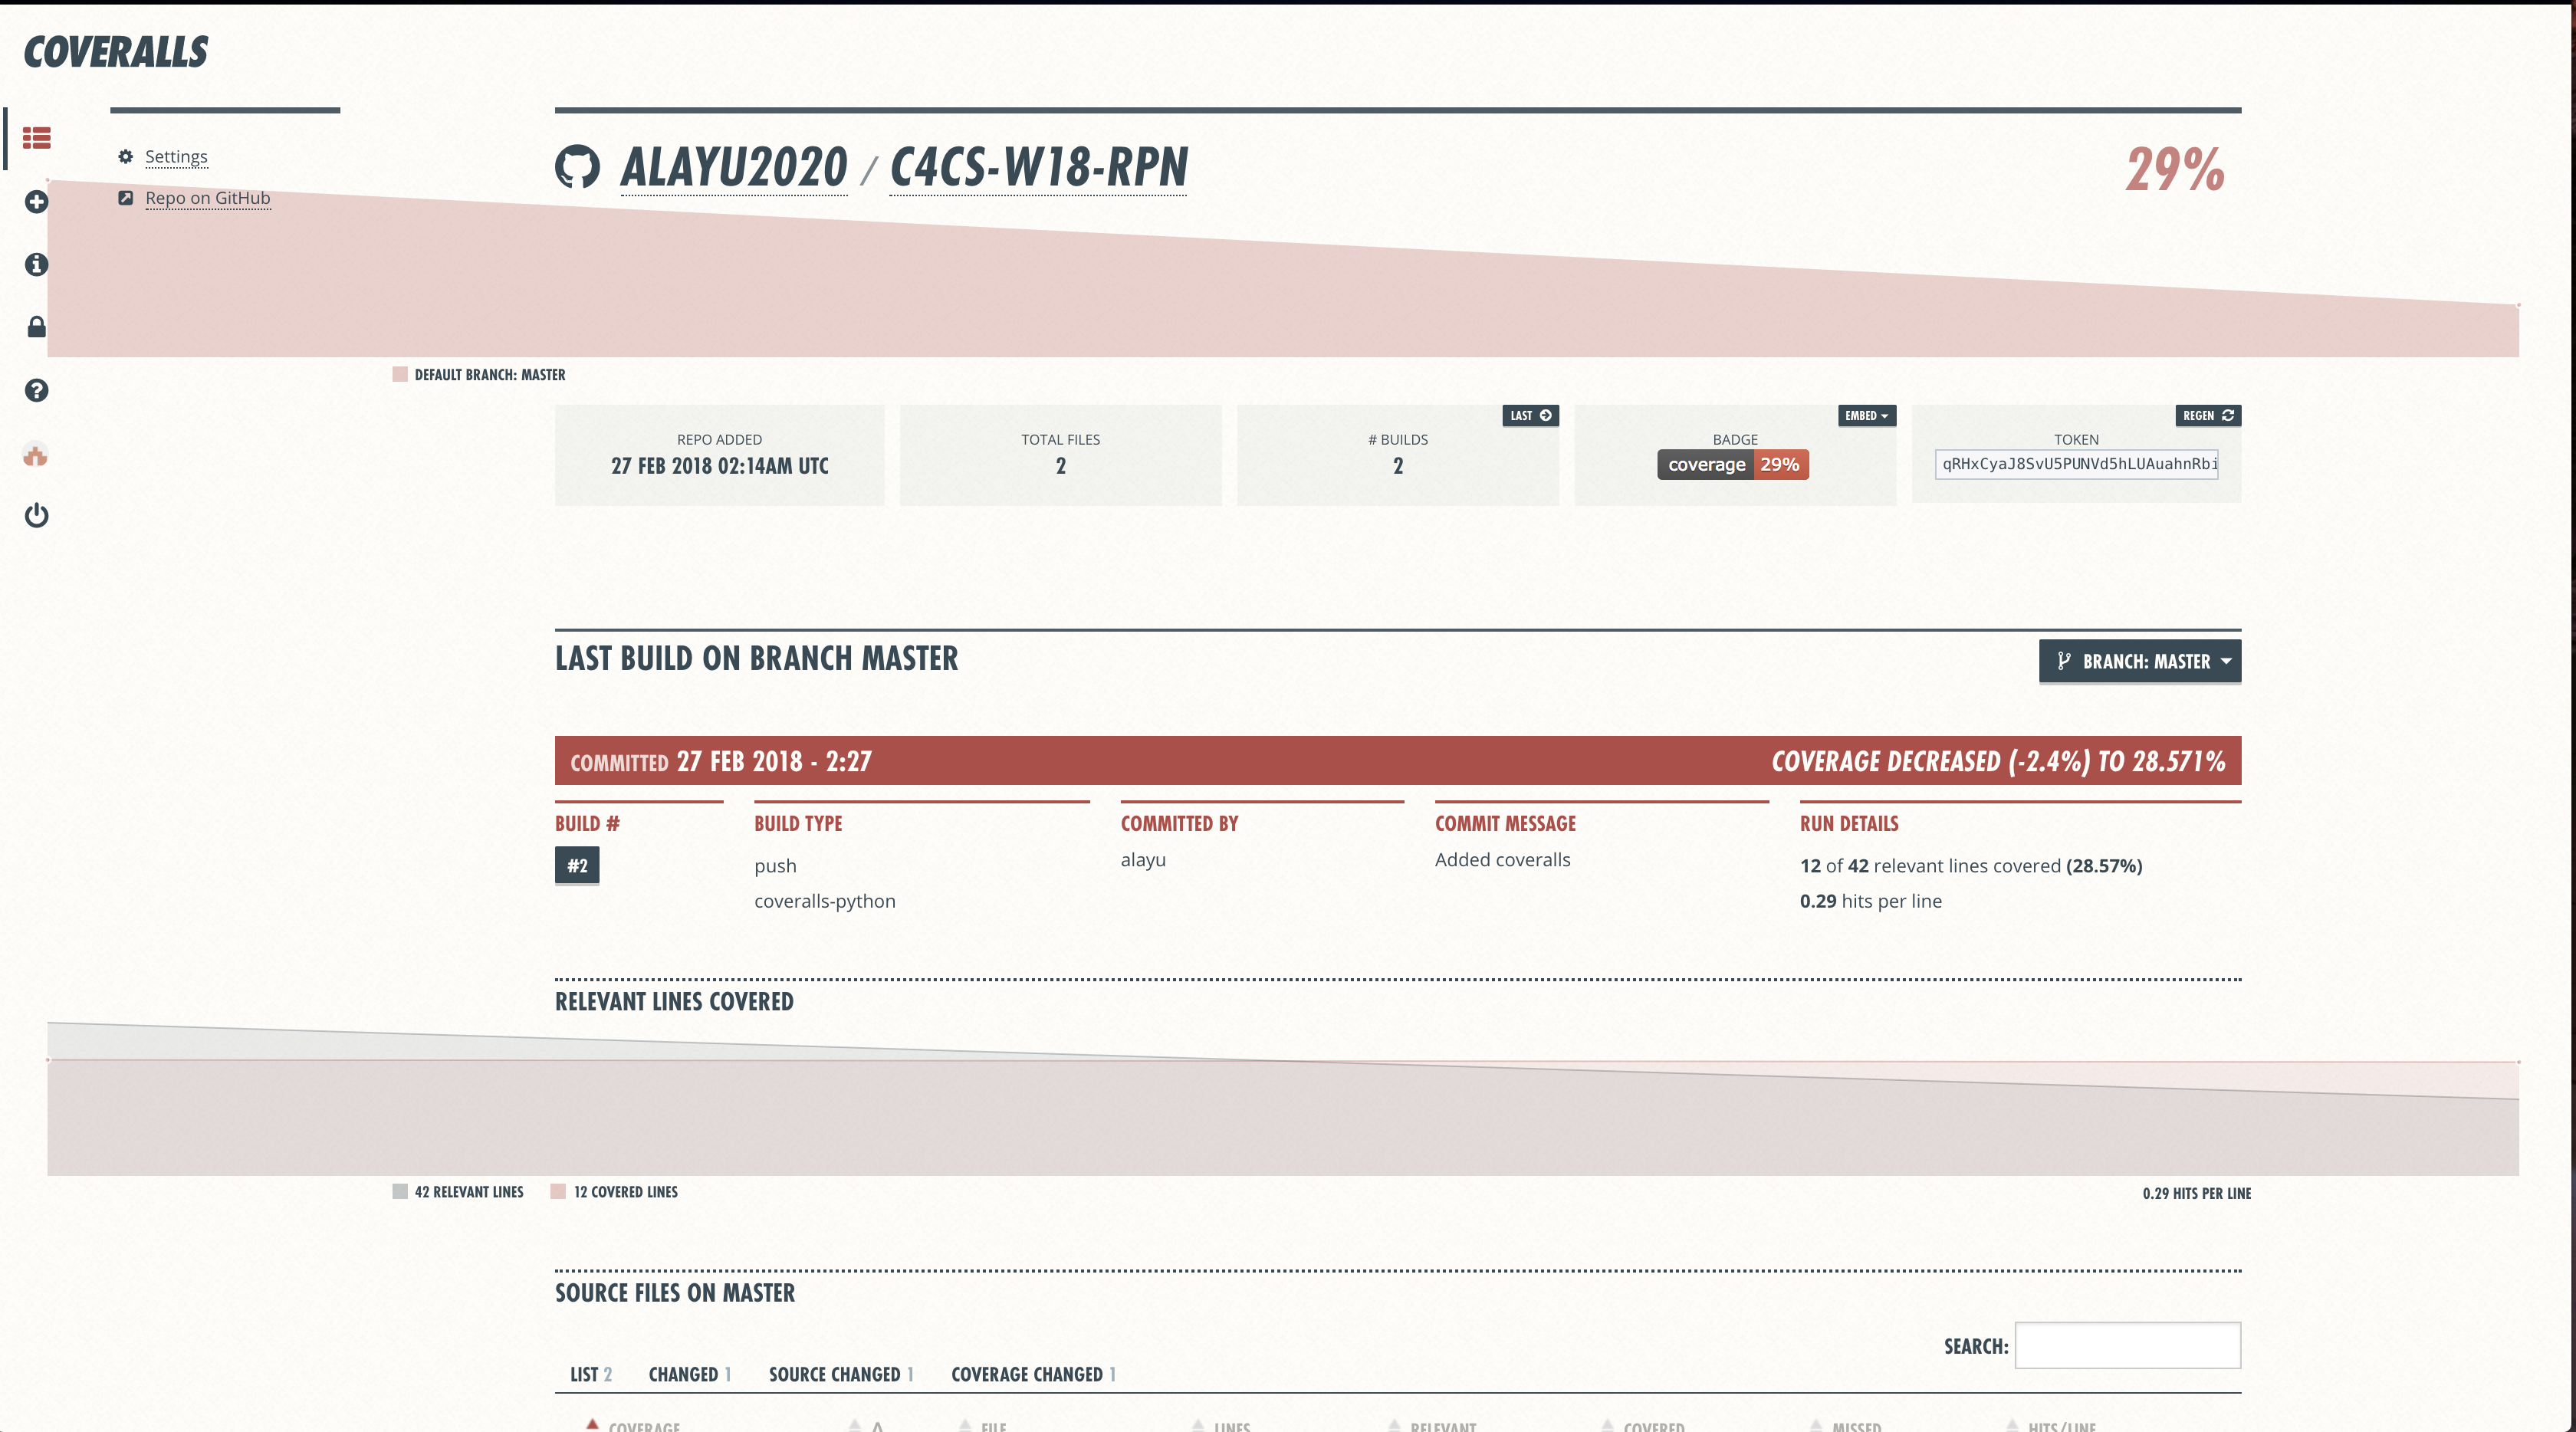 COVERALLS
Settings
Repo on GitHub
ALAYU2020 / C4CS-W18-RPN
29%
DEFAULT BRANCH: MASTER
REPO ADDED
27 FEB 2018 02:14AM UTC
TOTAL FILES
2
LAST
# BUILDS
2
EMBED
BADGE
coverage 29%
REGEN
TOKEN
qRHxCyaJ8SvU5PUNVd5hLUAuahnRbi
LAST BUILD ON BRANCH MASTER
BRANCH: MASTER
COMMITTED 27 FEB 2018 - 2:27
COVERAGE DECREASED (-2.4%) TO 28.571%
BUILD #
#2
BUILD TYPE
push
coveralls-python
COMMITTED BY
alayu
COMMIT MESSAGE
Added coveralls
RUN DETAILS
12 of 42 relevant lines covered (28.57%)
0.29 hits per line
RELEVANT LINES COVERED
42 RELEVANT LINES 12 COVERED LINES
0.29 HITS PER LINE
SOURCE FILES ON MASTER
SEARCH:
LIST 2 CHANGED 1 SOURCE CHANGED 1 COVERAGE CHANGED 1
COVERAGE Δ FILE LINES RELEVANT COVERED MISSED HITS/LINE